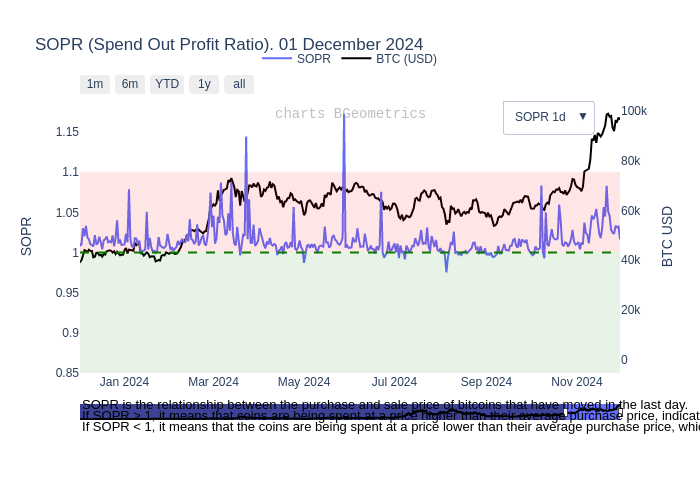 SOPR (Spend Out Profit Ratio). 01 December 2024
SOPR BTC (USD)
1m 6m YTD 1y all
charts BGeometrics
SOPR 1d ▼
1.15
1.1
1.05
1
0.95
0.9
0.85
SOPR
100k
80k
60k
40k
20k
0
BTC USD
Jan 2024 Mar 2024 May 2024 Jul 2024 Sep 2024 Nov 2024
SOPR is the relationship between the purchase and sale price of bitcoins that have moved in the last day.
If SOPR > 1, it means that coins are being spent at a price higher than their average purchase price, indicat
If SOPR < 1, it means that the coins are being spent at a price lower than their average purchase price, whic